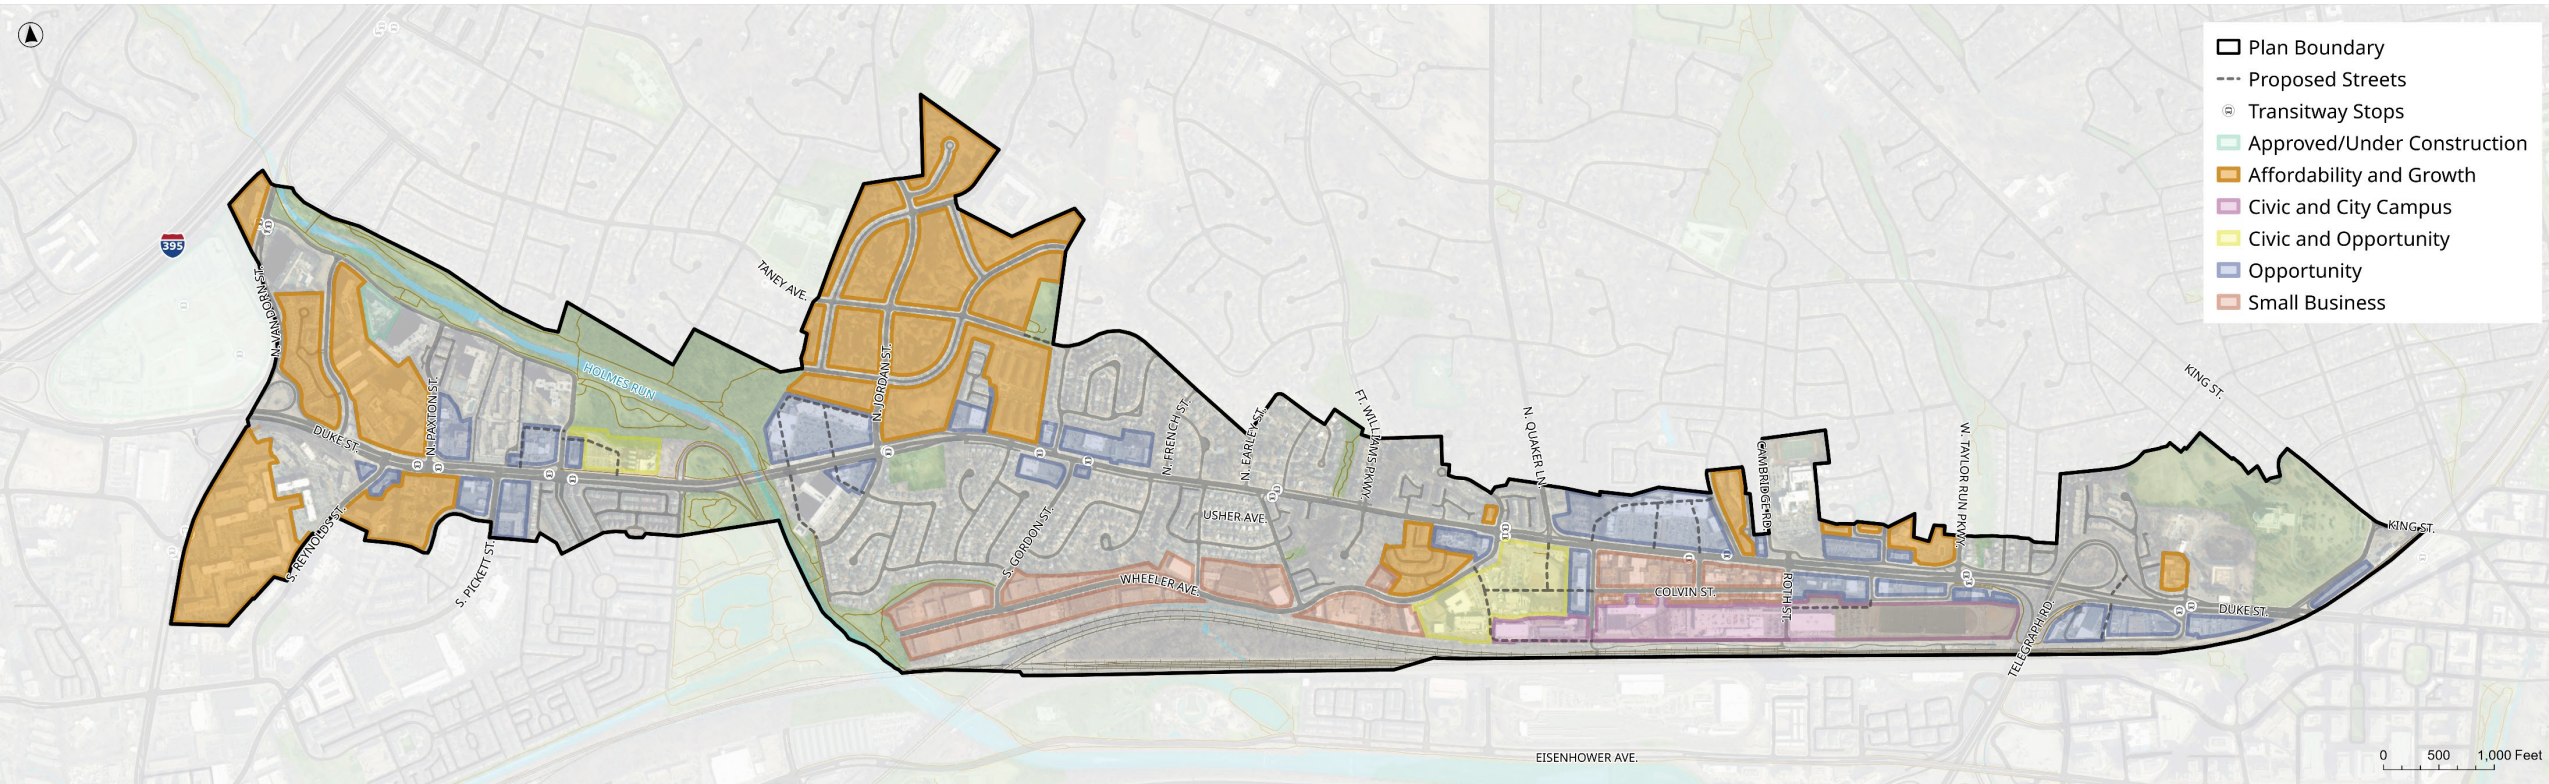 Plan Boundary
Proposed Streets
Transitway Stops
Approved/Under Construction
Affordability and Growth
Civic and City Campus
Civic and Opportunity
Opportunity
Small Business
395
N. VAN DORN ST.
TANEY AVE.
HOLMES RUN
N. JORDAN ST.
N. PAXTON ST.
DUKE ST.
S. REYNOLDS ST.
S. PICKETT ST.
S. GORDON ST.
N. FRENCH ST.
N. EARLEY ST.
FT. WILLIAMS PKWY.
USHER AVE.
WHEELER AVE.
N. QUAKER LN.
CAMBRIDGE RD.
COLVIN ST.
ROTH ST.
W. TAYLOR RUN PKWY.
TELEGRAPH RD.
KING ST.
KING ST.
DUKE ST.
EISENHOWER AVE.
0 500 1,000 Feet